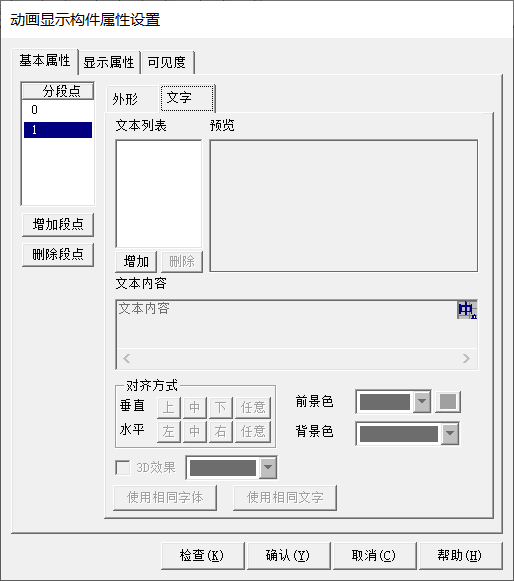 动画显示构件属性设置
基本属性 显示属性 可见度
分段点
0
1
增加段点
删除段点
外形 文字
文本列表 预览
增加 删除
文本内容
文本内容
中
对齐方式
垂直 上 中 下 任意
水平 左 中 右 任意
前景色
背景色
3D效果
使用相同字体 使用相同文字
检查(K) 确认(Y) 取消(C) 帮助(H)